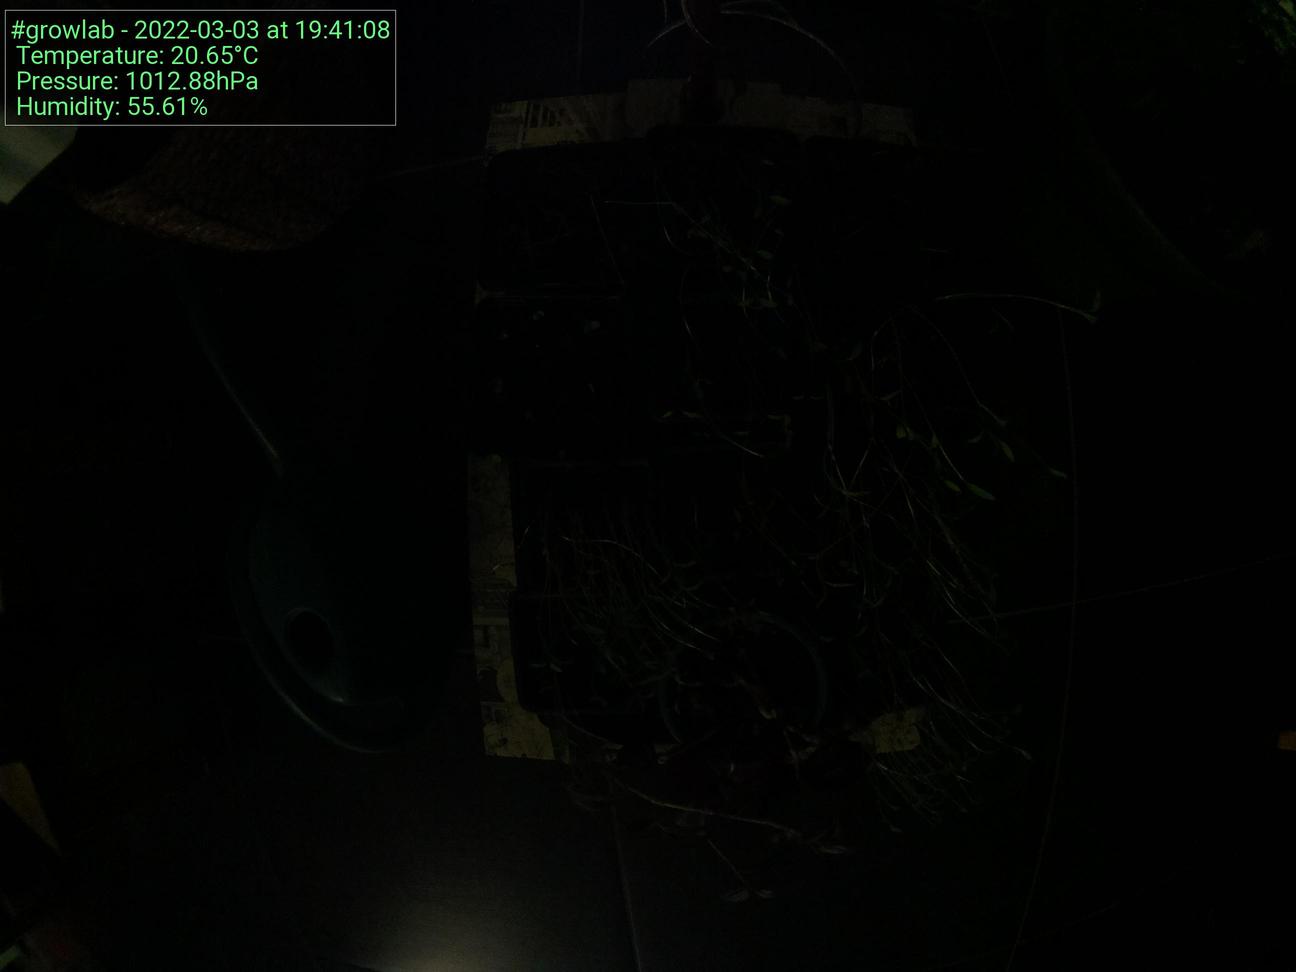 #growlab - 2022-03-03 at 19:41:08
Temperature: 20.65°C
Pressure: 1012.88hPa
Humidity: 55.61%